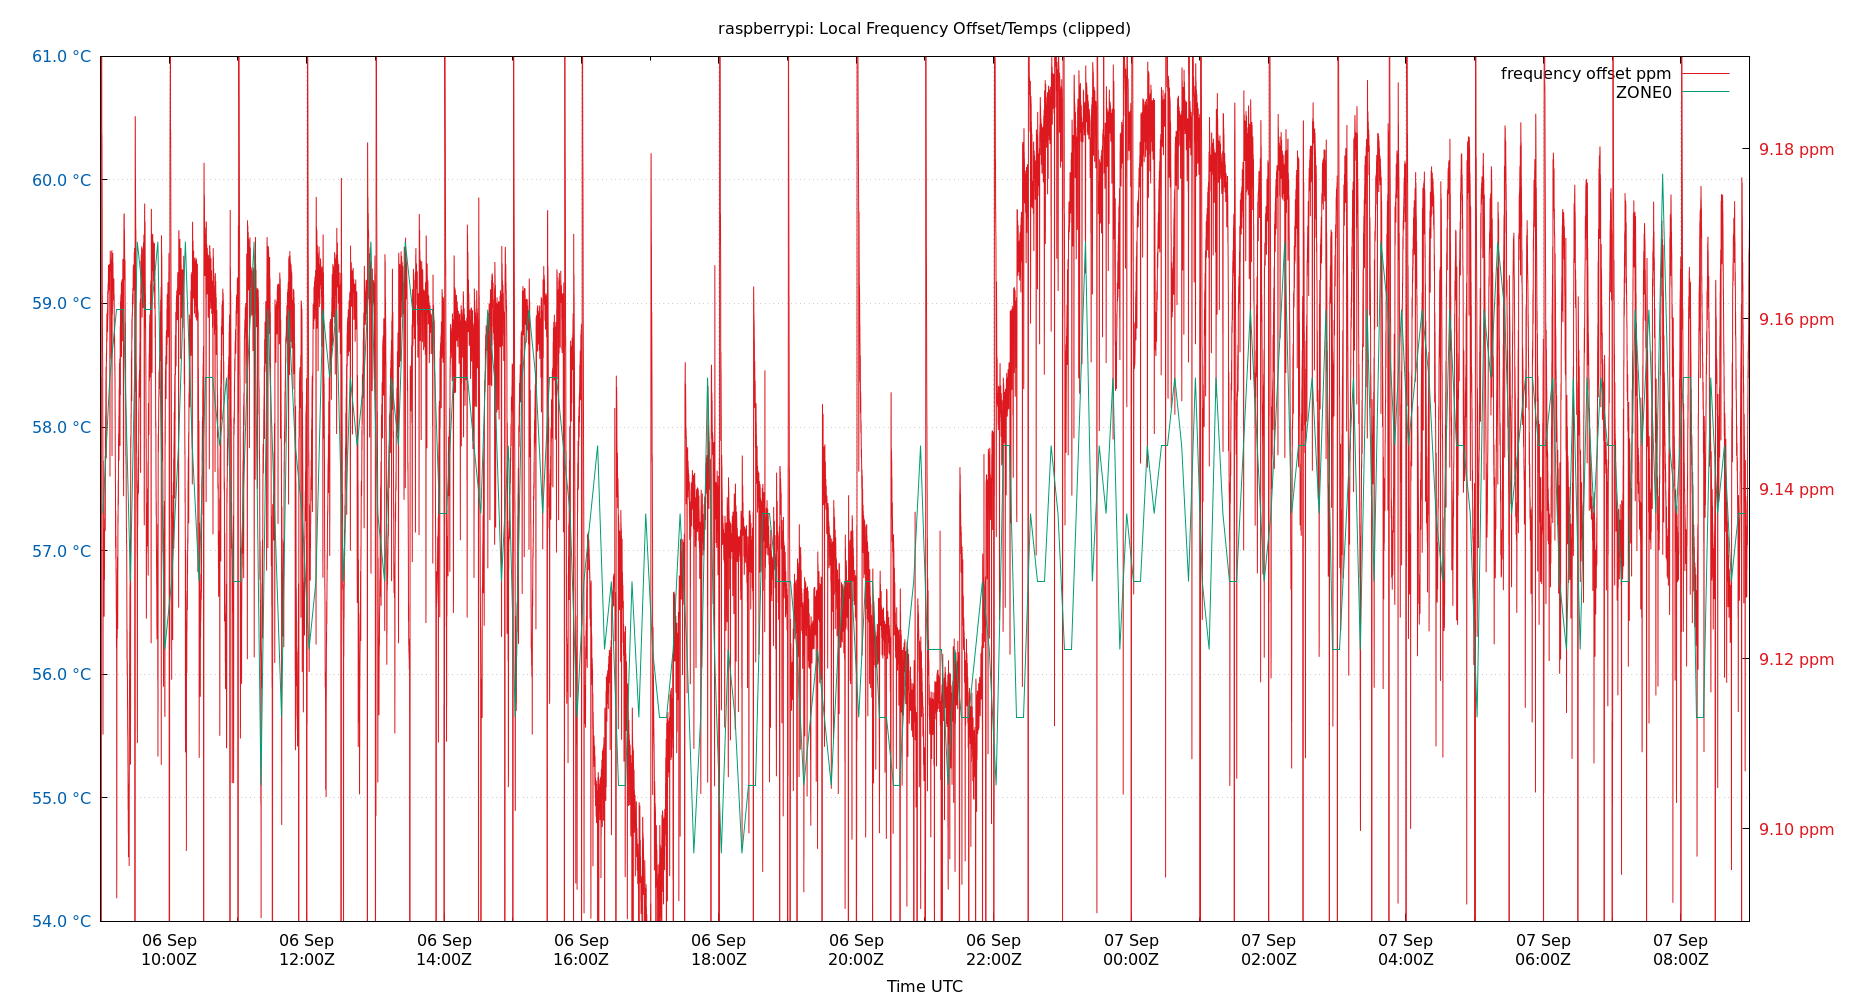 raspberrypi: Local Frequency Offset/Temps (clipped)
frequency offset ppm
ZONE0
61.0 °C
60.0 °C
59.0 °C
58.0 °C
57.0 °C
56.0 °C
55.0 °C
54.0 °C
9.18 ppm
9.16 ppm
9.14 ppm
9.12 ppm
9.10 ppm
06 Sep
10:00Z
06 Sep
12:00Z
06 Sep
14:00Z
06 Sep
16:00Z
06 Sep
18:00Z
06 Sep
20:00Z
06 Sep
22:00Z
07 Sep
00:00Z
07 Sep
02:00Z
07 Sep
04:00Z
07 Sep
06:00Z
07 Sep
08:00Z
Time UTC